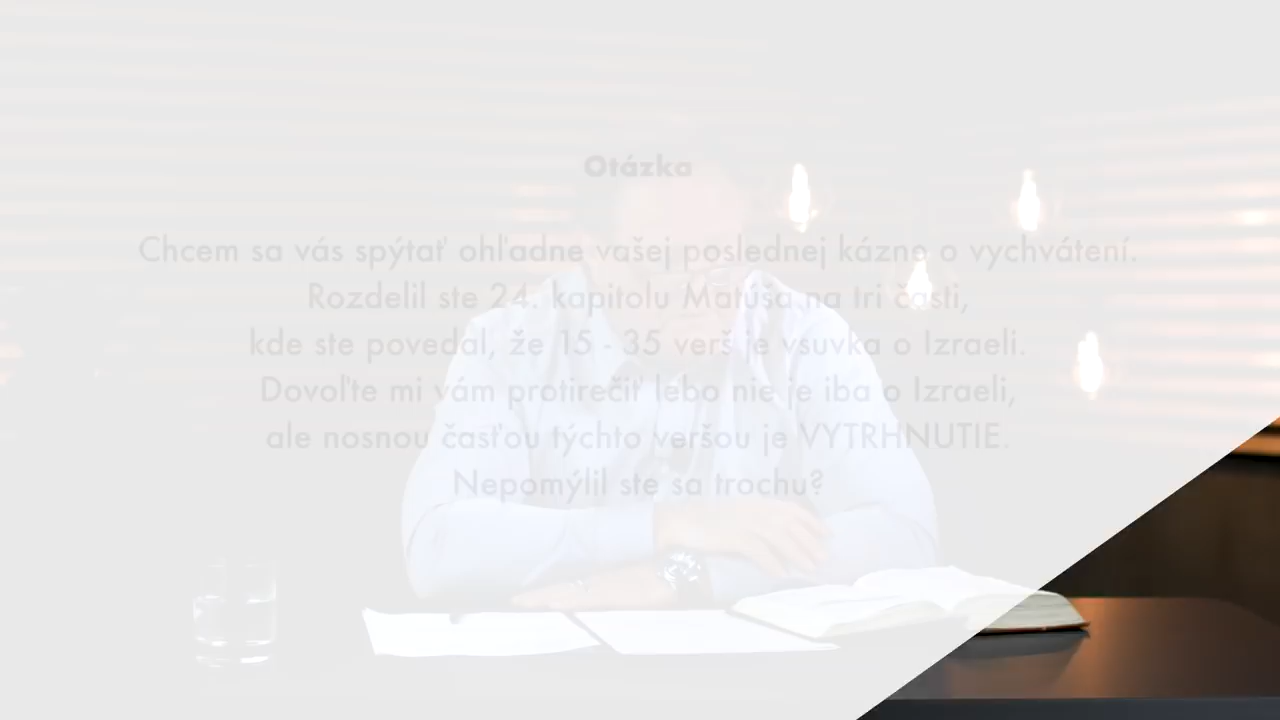 Otázka
Chcem sa vás spýtať ohľadne vašej poslednej kázne o vychvátení.
Rozdelil ste 24. kapitolu Matúša na tri časti,
kde ste povedal, že 15 - 35 verš je vsuvka o Izraeli.
Dovoľte mi vám protirečiť lebo nie je iba o Izraeli,
ale nosnou časťou týchto veršou je VYTRHNUTIE.
Nepomýlil ste sa trochu?